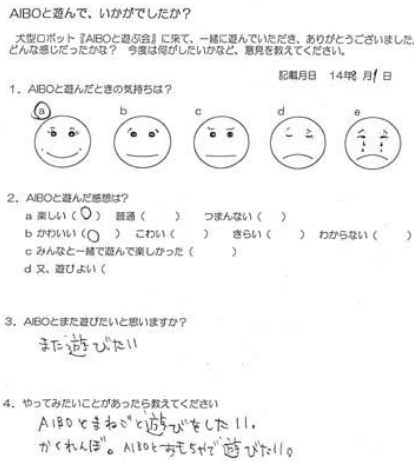 AIBOと遊んで、いかがでしたか?
犬型ロボット『AIBOと遊ぶ会』に来て、一緒に遊んでいただき、ありがとうございました。
どんな感じだったかな? 今度は何がしたいかなど、意見を教えてください。
記載月日 14年8月1日
1．AIBOと遊んだときの気持ちは?
a b c d e
2．AIBOと遊んだ感想は?
a 楽しい（○） 普通（ ） つまんない（ ）
b かわいい（○ ） こわい（ ） きらい（ ） わからない（ ）
c みんなと一緒で遊んで楽しかった（ ）
d 又、遊びよい（
3．AIBOとまた遊びたいと思いますか?
また遊びたい
4．やってみたいことがあったら教えてください
AIBOとまねごと遊びをしたい。
かくれんぼ。AIBOとおもちゃで遊びたい。